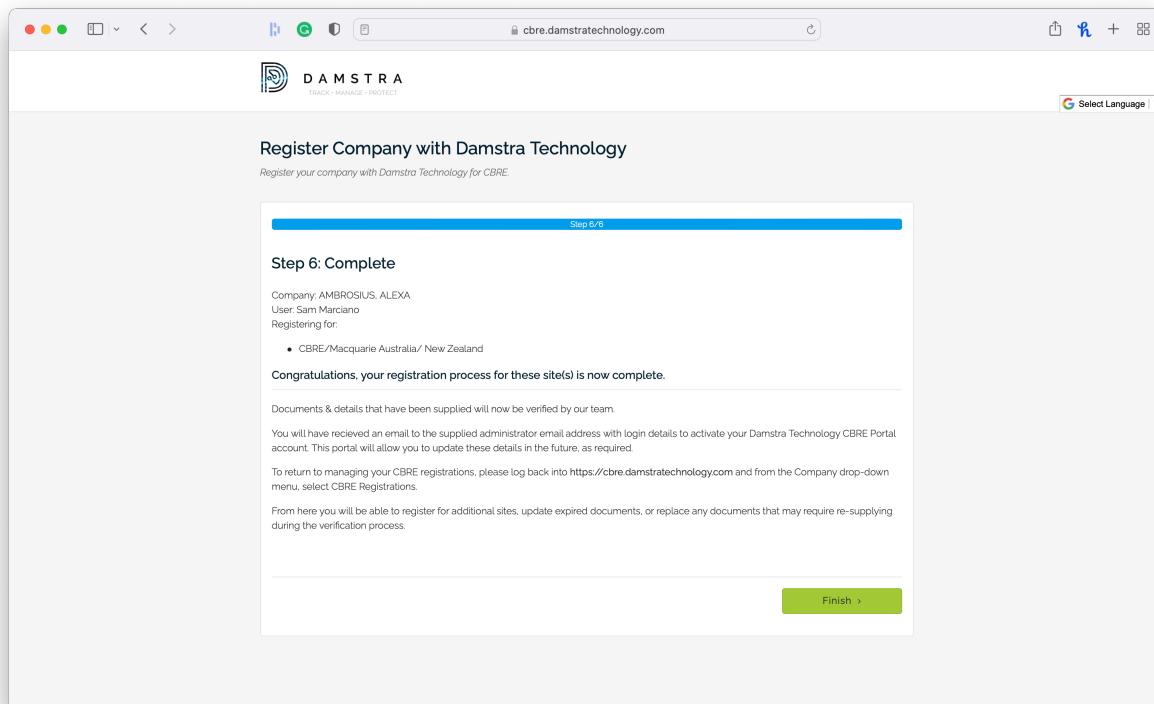 cbre.damstratechnology.com
DAMSTRA
TRACK • MANAGE • PROTECT
Select Language
Register Company with Damstra Technology
Register your company with Damstra Technology for CBRE.
Step 6/6
Step 6: Complete
Company: AMBROSIUS, ALEXA
User: Sam Marciano
Registering for:
• CBRE/Macquarie Australia/ New Zealand
Congratulations, your registration process for these site(s) is now complete.
Documents & details that have been supplied will now be verified by our team.
You will have recieved an email to the supplied administrator email address with login details to activate your Damstra Technology CBRE Portal
account. This portal will allow you to update these details in the future, as required.
To return to managing your CBRE registrations, please log back into https://cbre.damstratechnology.com and from the Company drop-down
menu, select CBRE Registrations.
From here you will be able to register for additional sites, update expired documents, or replace any documents that may require re-supplying
during the verification process.
Finish ›